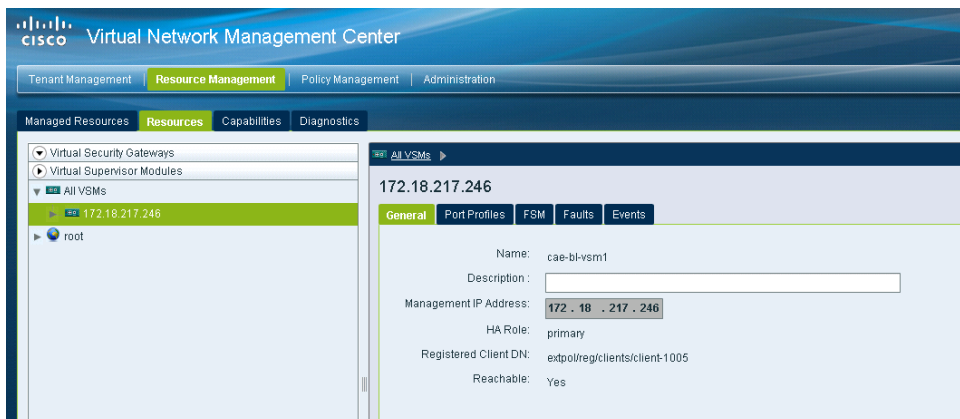 CISCO Virtual Network Management Center
Tenant Management | Resource Management | Policy Management | Administration
Managed Resources Resources Capabilities Diagnostics
Virtual Security Gateways
Virtual Supervisor Modules
All VSMs
172.18.217.246
root
All VSMs
172.18.217.246
General Port Profiles FSM Faults Events
Name: cae-bl-vsm1
Description :
Management IP Address: 172 . 18 . 217 . 246
HA Role: primary
Registered Client DN: extpol/reg/clients/client-1005
Reachable: Yes